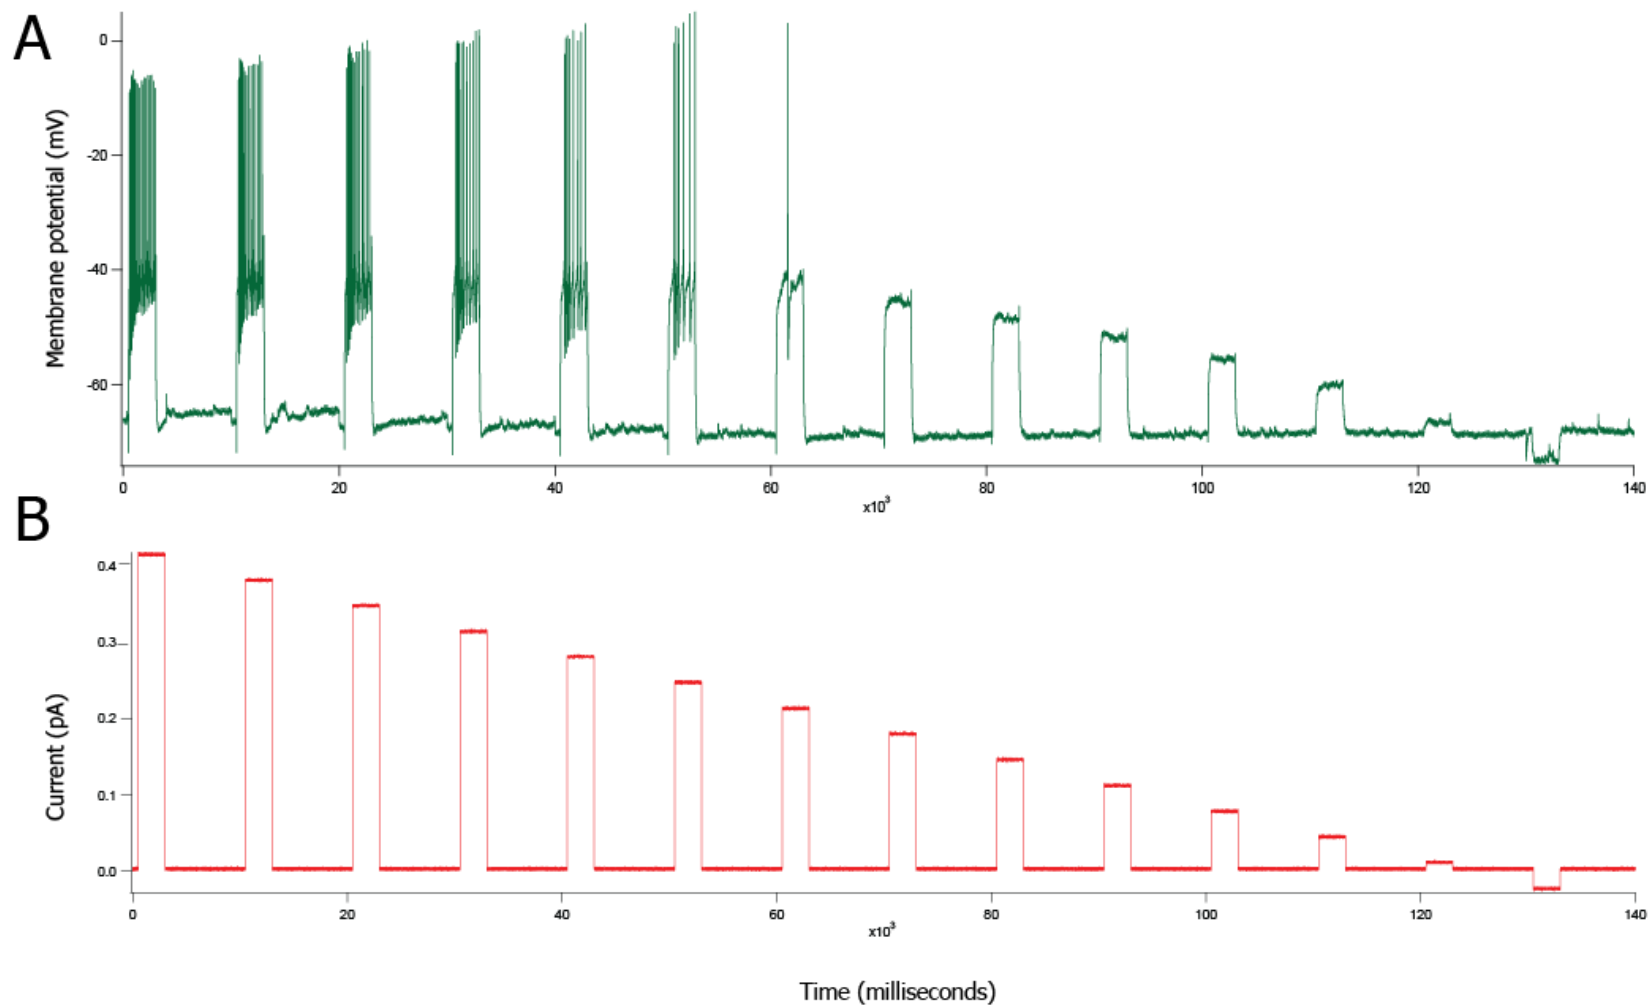 A
Membrane potential (mV)
0
-20
-40
-60
0 20 40 60 80 100 120 140
x10³
B
Current (pA)
0.4
0.3
0.2
0.1
0.0
0 20 40 60 80 100 120 140
x10³
Time (milliseconds)